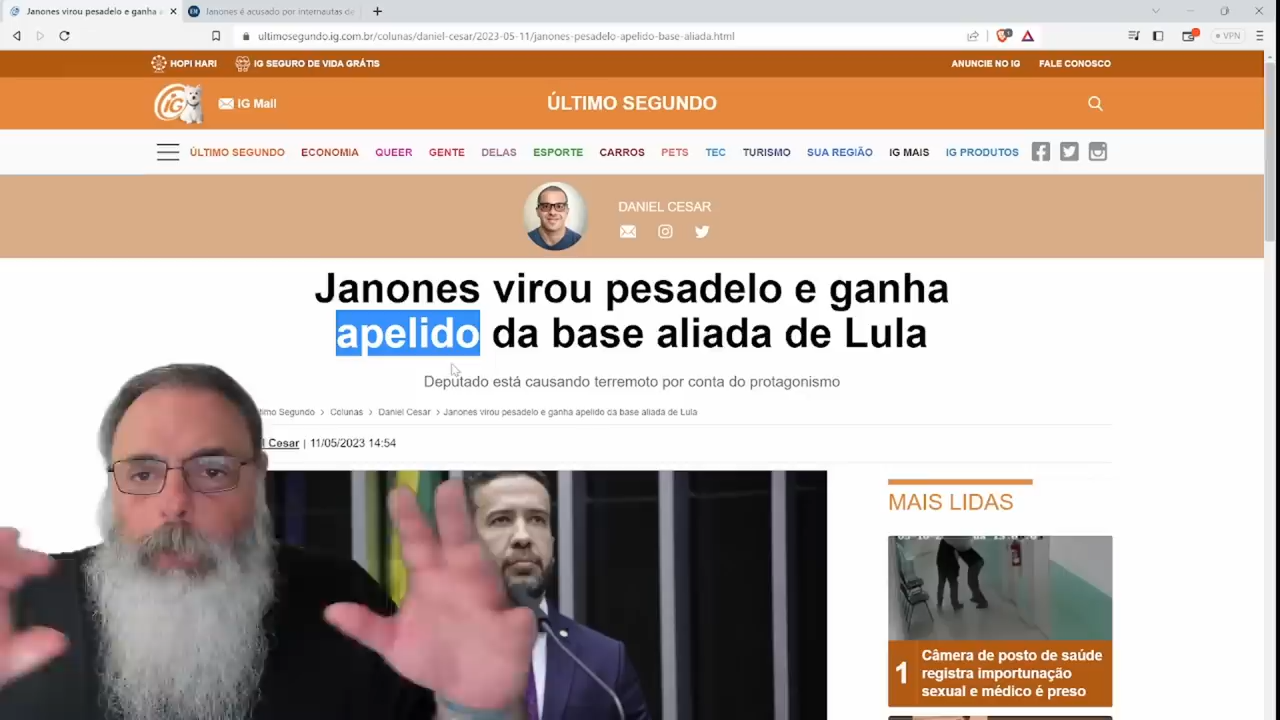 Janones virou pesadelo e ganha a
Janones é acusado por internautas de
ultimosegundo.ig.com.br/colunas/daniel-cesar/2023-05-11/janones-pesadelo-apelido-base-aliada.html
VPN
HOPI HARI
IG SEGURO DE VIDA GRÁTIS
ANUNCIE NO IG
FALE CONOSCO
iG
IG Mail
ÚLTIMO SEGUNDO
ÚLTIMO SEGUNDO ECONOMIA QUEER GENTE DELAS ESPORTE CARROS PETS TEC TURISMO SUA REGIÃO IG MAIS IG PRODUTOS
DANIEL CESAR
Janones virou pesadelo e ganha
apelido da base aliada de Lula
Deputado está causando terremoto por conta do protagonismo
Segundo > Colunas > Daniel Cesar > Janones virou pesadelo e ganha apelido da base aliada de Lula
Cesar | 11/05/2023 14:54
MAIS LIDAS
1
Câmera de posto de saúde
registra importunação
sexual e médico é preso